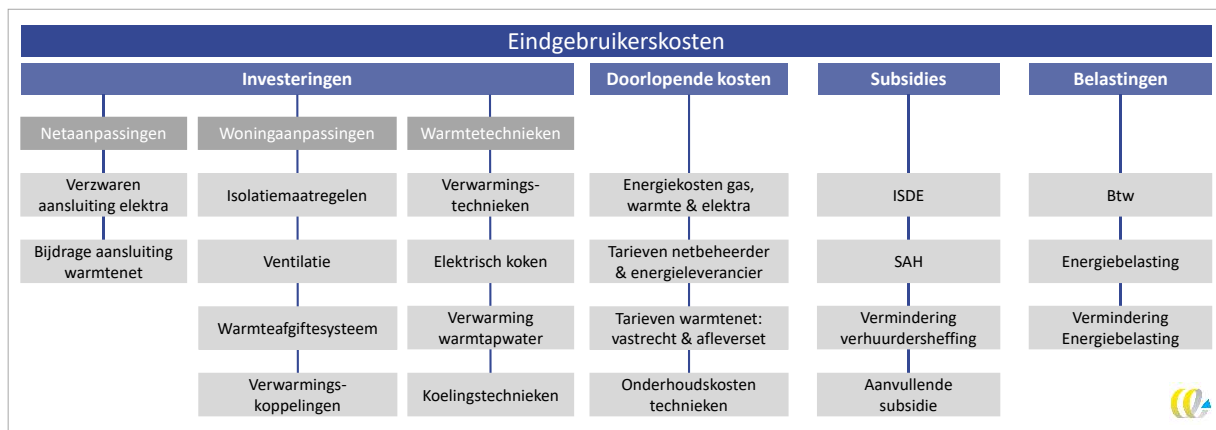 Eindgebruikerskosten
Investeringen
Doorlopende kosten
Subsidies
Belastingen
Netaanpassingen
Woningaanpassingen
Warmtetechnieken
Verzwaren
aansluiting elektra
Isolatiemaatregelen
Verwarmings-
technieken
Energiekosten gas,
warmte & elektra
ISDE
Btw
Bijdrage aansluiting
warmtenet
Ventilatie
Elektrisch koken
Tarieven netbeheerder
& energieleverancier
SAH
Energiebelasting
Warmteafgiftesysteem
Verwarming
warmtapwater
Tarieven warmtenet:
vastrecht & afleverset
Vermindering
verhuurdersheffing
Vermindering
Energiebelasting
Verwarmings-
koppelingen
Koelingstechnieken
Onderhoudskosten
technieken
Aanvullende
subsidie